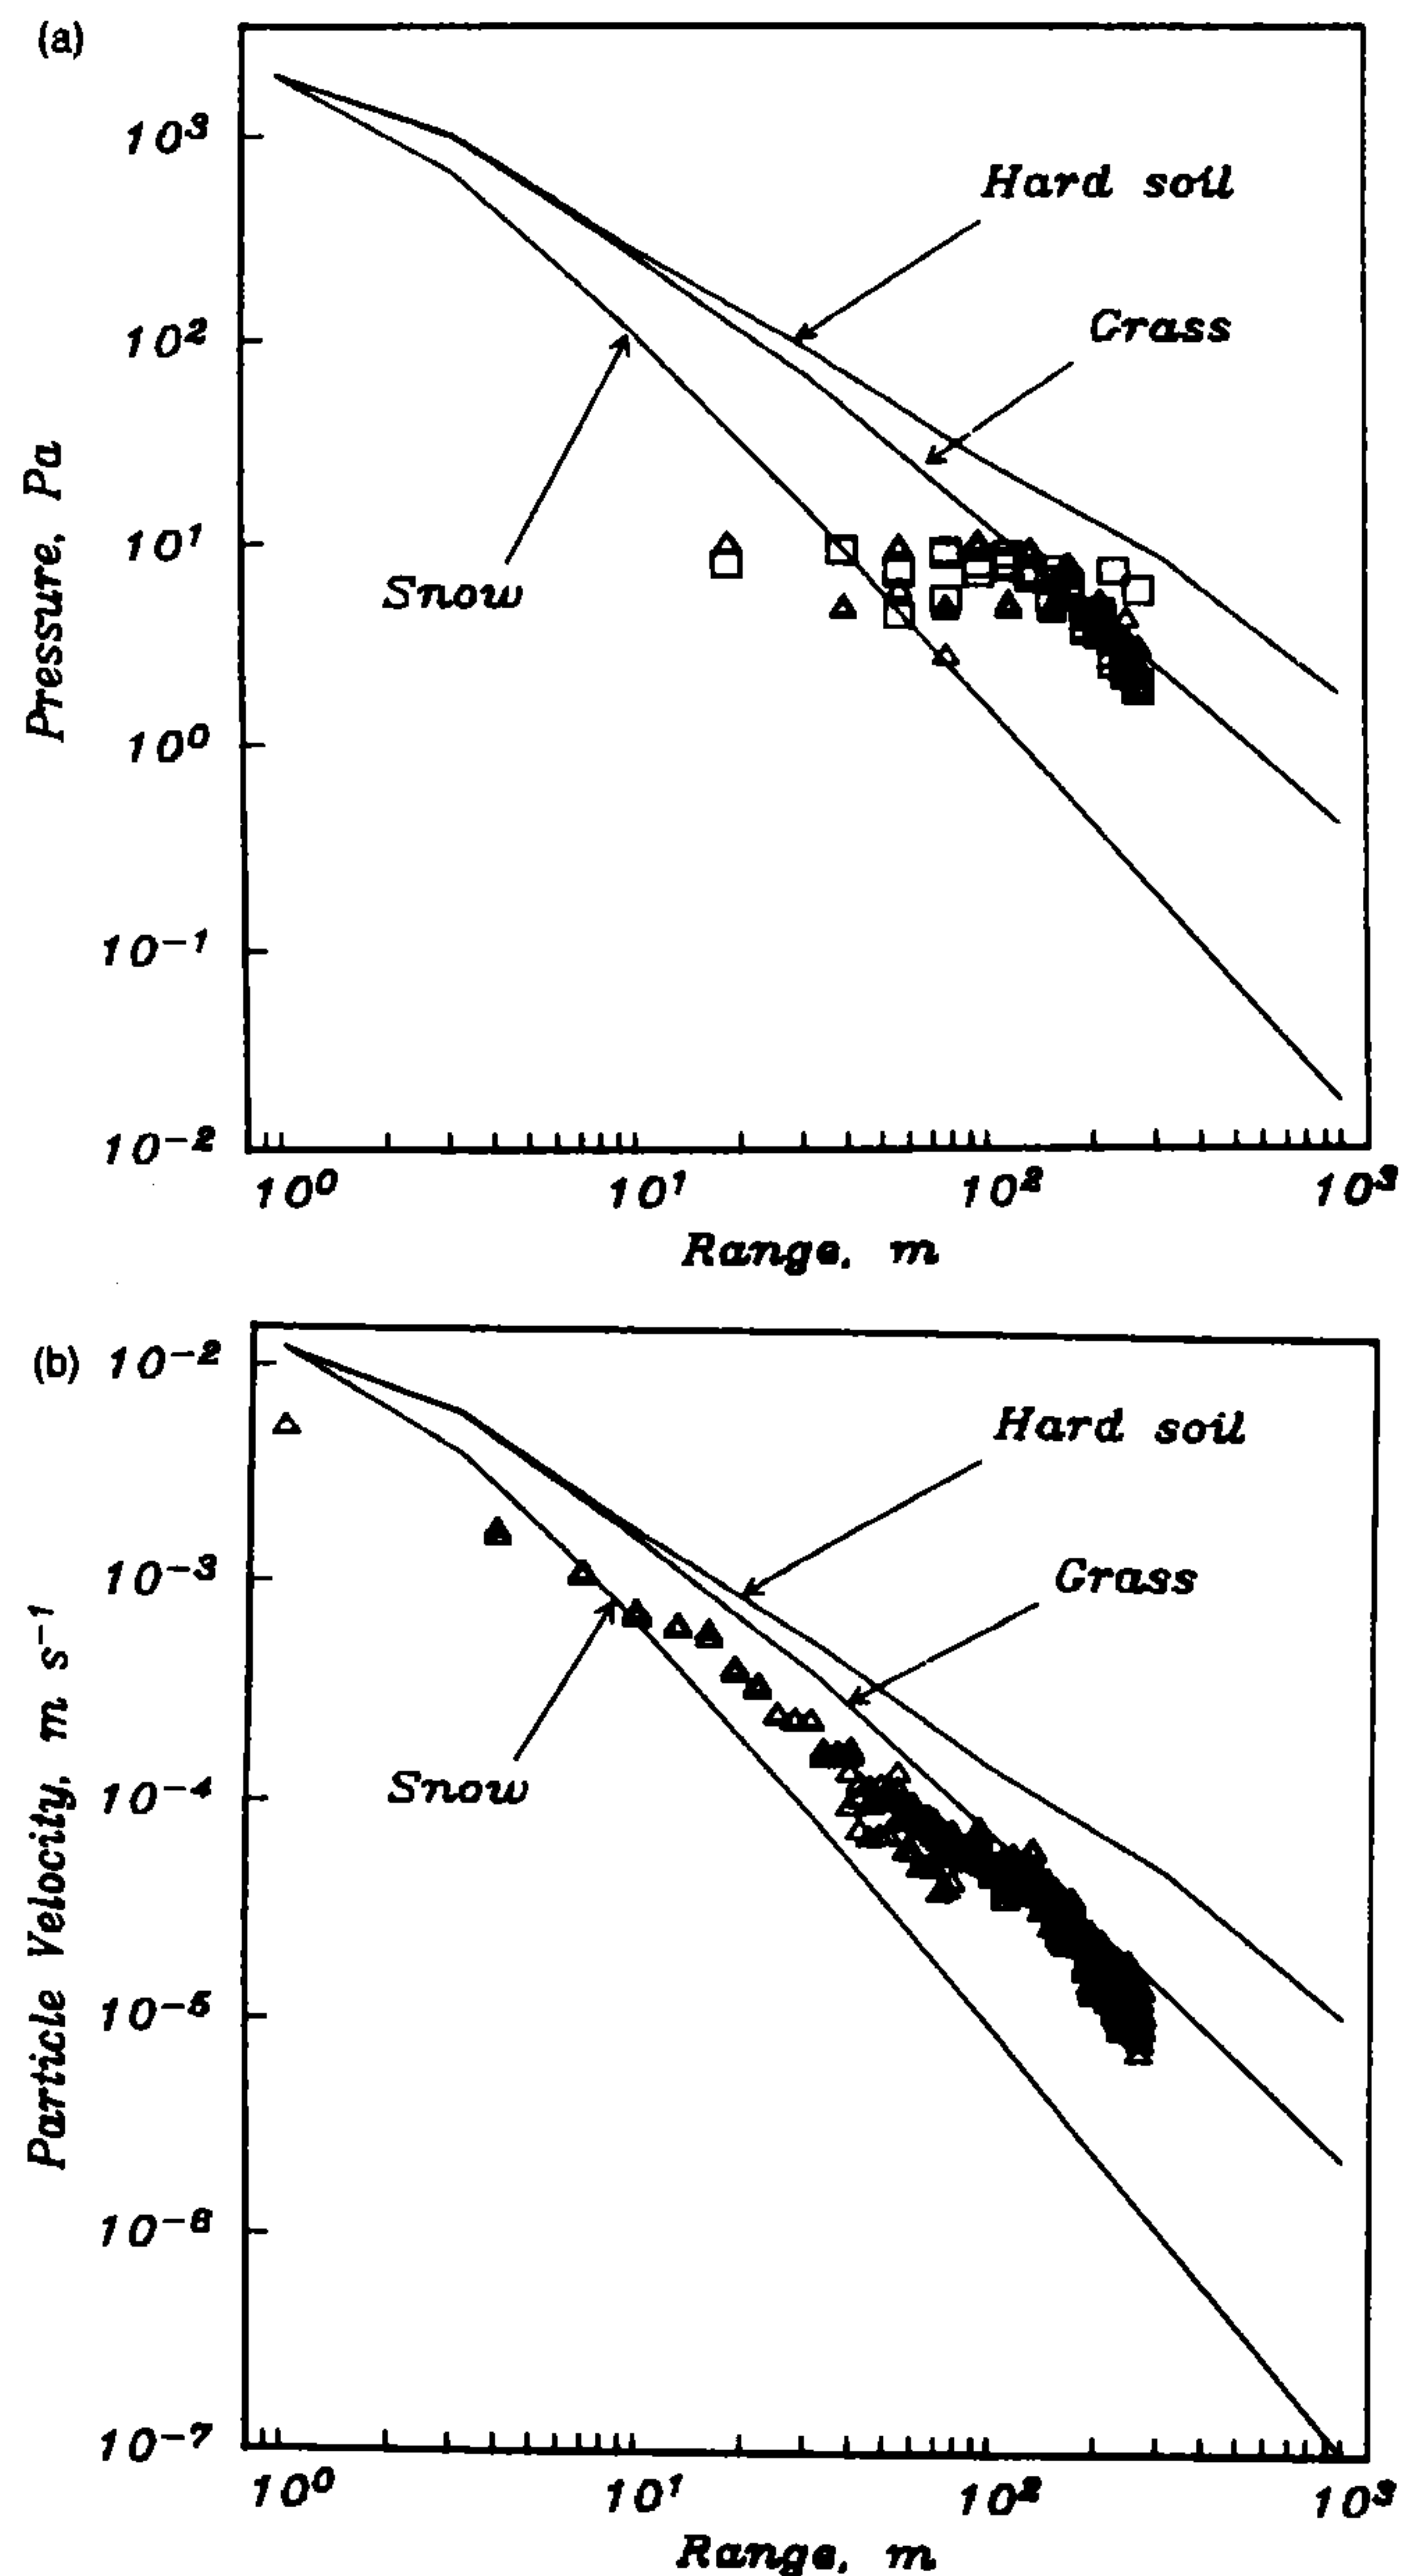 (a)
10³
10²
10¹
10⁰
10⁻¹
10⁻²
Pressure, Pa
Hard soil
Grass
Snow
10⁰ 10¹ 10² 10³
Range, m
(b)
10⁻²
10⁻³
10⁻⁴
10⁻⁵
10⁻⁶
10⁻⁷
Particle Velocity, m s⁻¹
Hard soil
Grass
Snow
10⁰ 10¹ 10² 10³
Range, m